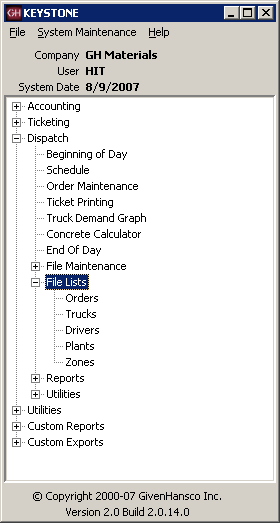 GH KEYSTONE
File System Maintenance Help
Company GH Materials
User HIT
System Date 8/9/2007
Accounting
Ticketing
Dispatch
Beginning of Day
Schedule
Order Maintenance
Ticket Printing
Truck Demand Graph
Concrete Calculator
End Of Day
File Maintenance
File Lists
Orders
Trucks
Drivers
Plants
Zones
Reports
Utilities
Utilities
Custom Reports
Custom Exports
© Copyright 2000-07 GivenHansco Inc.
Version 2.0 Build 2.0.14.0